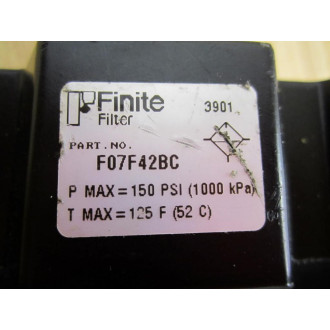 Finite 3901
Filter
PART. NO.
F07F42BC
P MAX = 150 PSI (1000 kPa)
T MAX = 125 F (52 C)